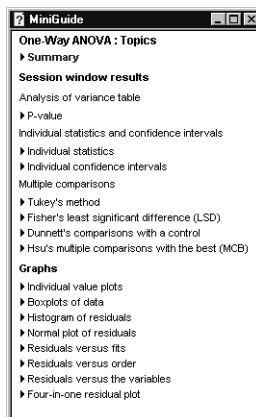 MiniGuide
One-Way ANOVA : Topics
Summary
Session window results
Analysis of variance table
P-value
Individual statistics and confidence intervals
Individual statistics
Individual confidence intervals
Multiple comparisons
Tukey's method
Fisher's least significant difference (LSD)
Dunnett's comparisons with a control
Hsu's multiple comparisons with the best (MCB)
Graphs
Individual value plots
Boxplots of data
Histogram of residuals
Normal plot of residuals
Residuals versus fits
Residuals versus order
Residuals versus the variables
Four-in-one residual plot